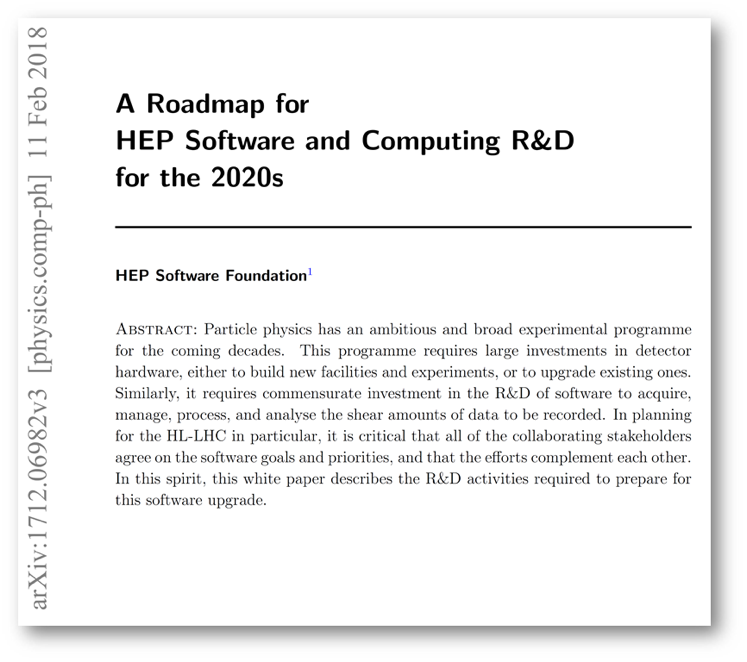 arXiv:1712.06982v3 [physics.comp-ph] 11 Feb 2018
A Roadmap for
HEP Software and Computing R&D
for the 2020s
HEP Software Foundation1
Abstract: Particle physics has an ambitious and broad experimental programme
for the coming decades. This programme requires large investments in detector
hardware, either to build new facilities and experiments, or to upgrade existing ones.
Similarly, it requires commensurate investment in the R&D of software to acquire,
manage, process, and analyse the shear amounts of data to be recorded. In planning
for the HL-LHC in particular, it is critical that all of the collaborating stakeholders
agree on the software goals and priorities, and that the efforts complement each other.
In this spirit, this white paper describes the R&D activities required to prepare for
this software upgrade.